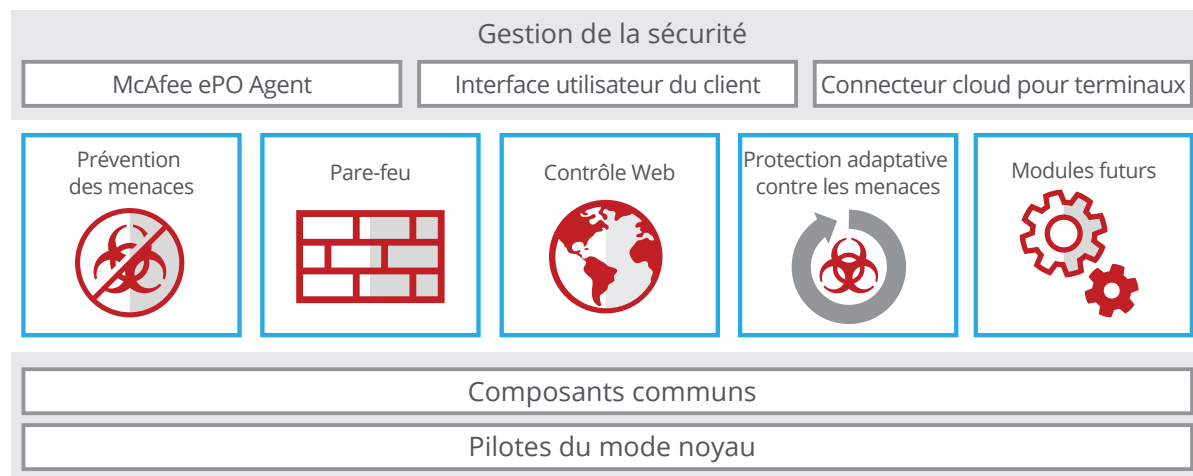 Gestion de la sécurité
McAfee ePO Agent
Interface utilisateur du client
Connecteur cloud pour terminaux
Prévention
des menaces
Pare-feu
Contrôle Web
Protection adaptative
contre les menaces
Modules futurs
Composants communs
Pilotes du mode noyau